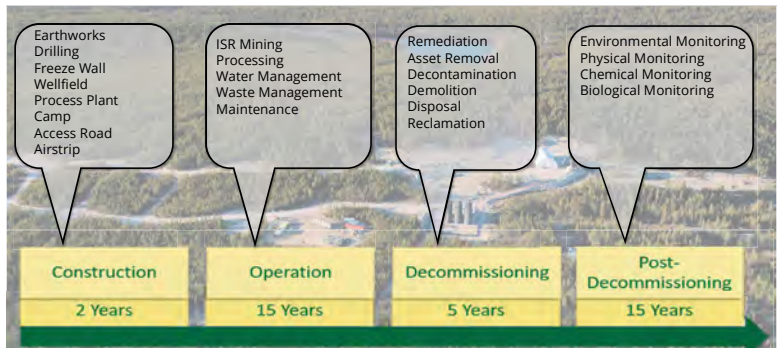 Earthworks
Drilling
Freeze Wall
Wellfield
Process Plant
Camp
Access Road
Airstrip
ISR Mining
Processing
Water Management
Waste Management
Maintenance
Remediation
Asset Removal
Decontamination
Demolition
Disposal
Reclamation
Environmental Monitoring
Physical Monitoring
Chemical Monitoring
Biological Monitoring
Construction
2 Years
Operation
15 Years
Decommissioning
5 Years
Post-
Decommissioning
15 Years